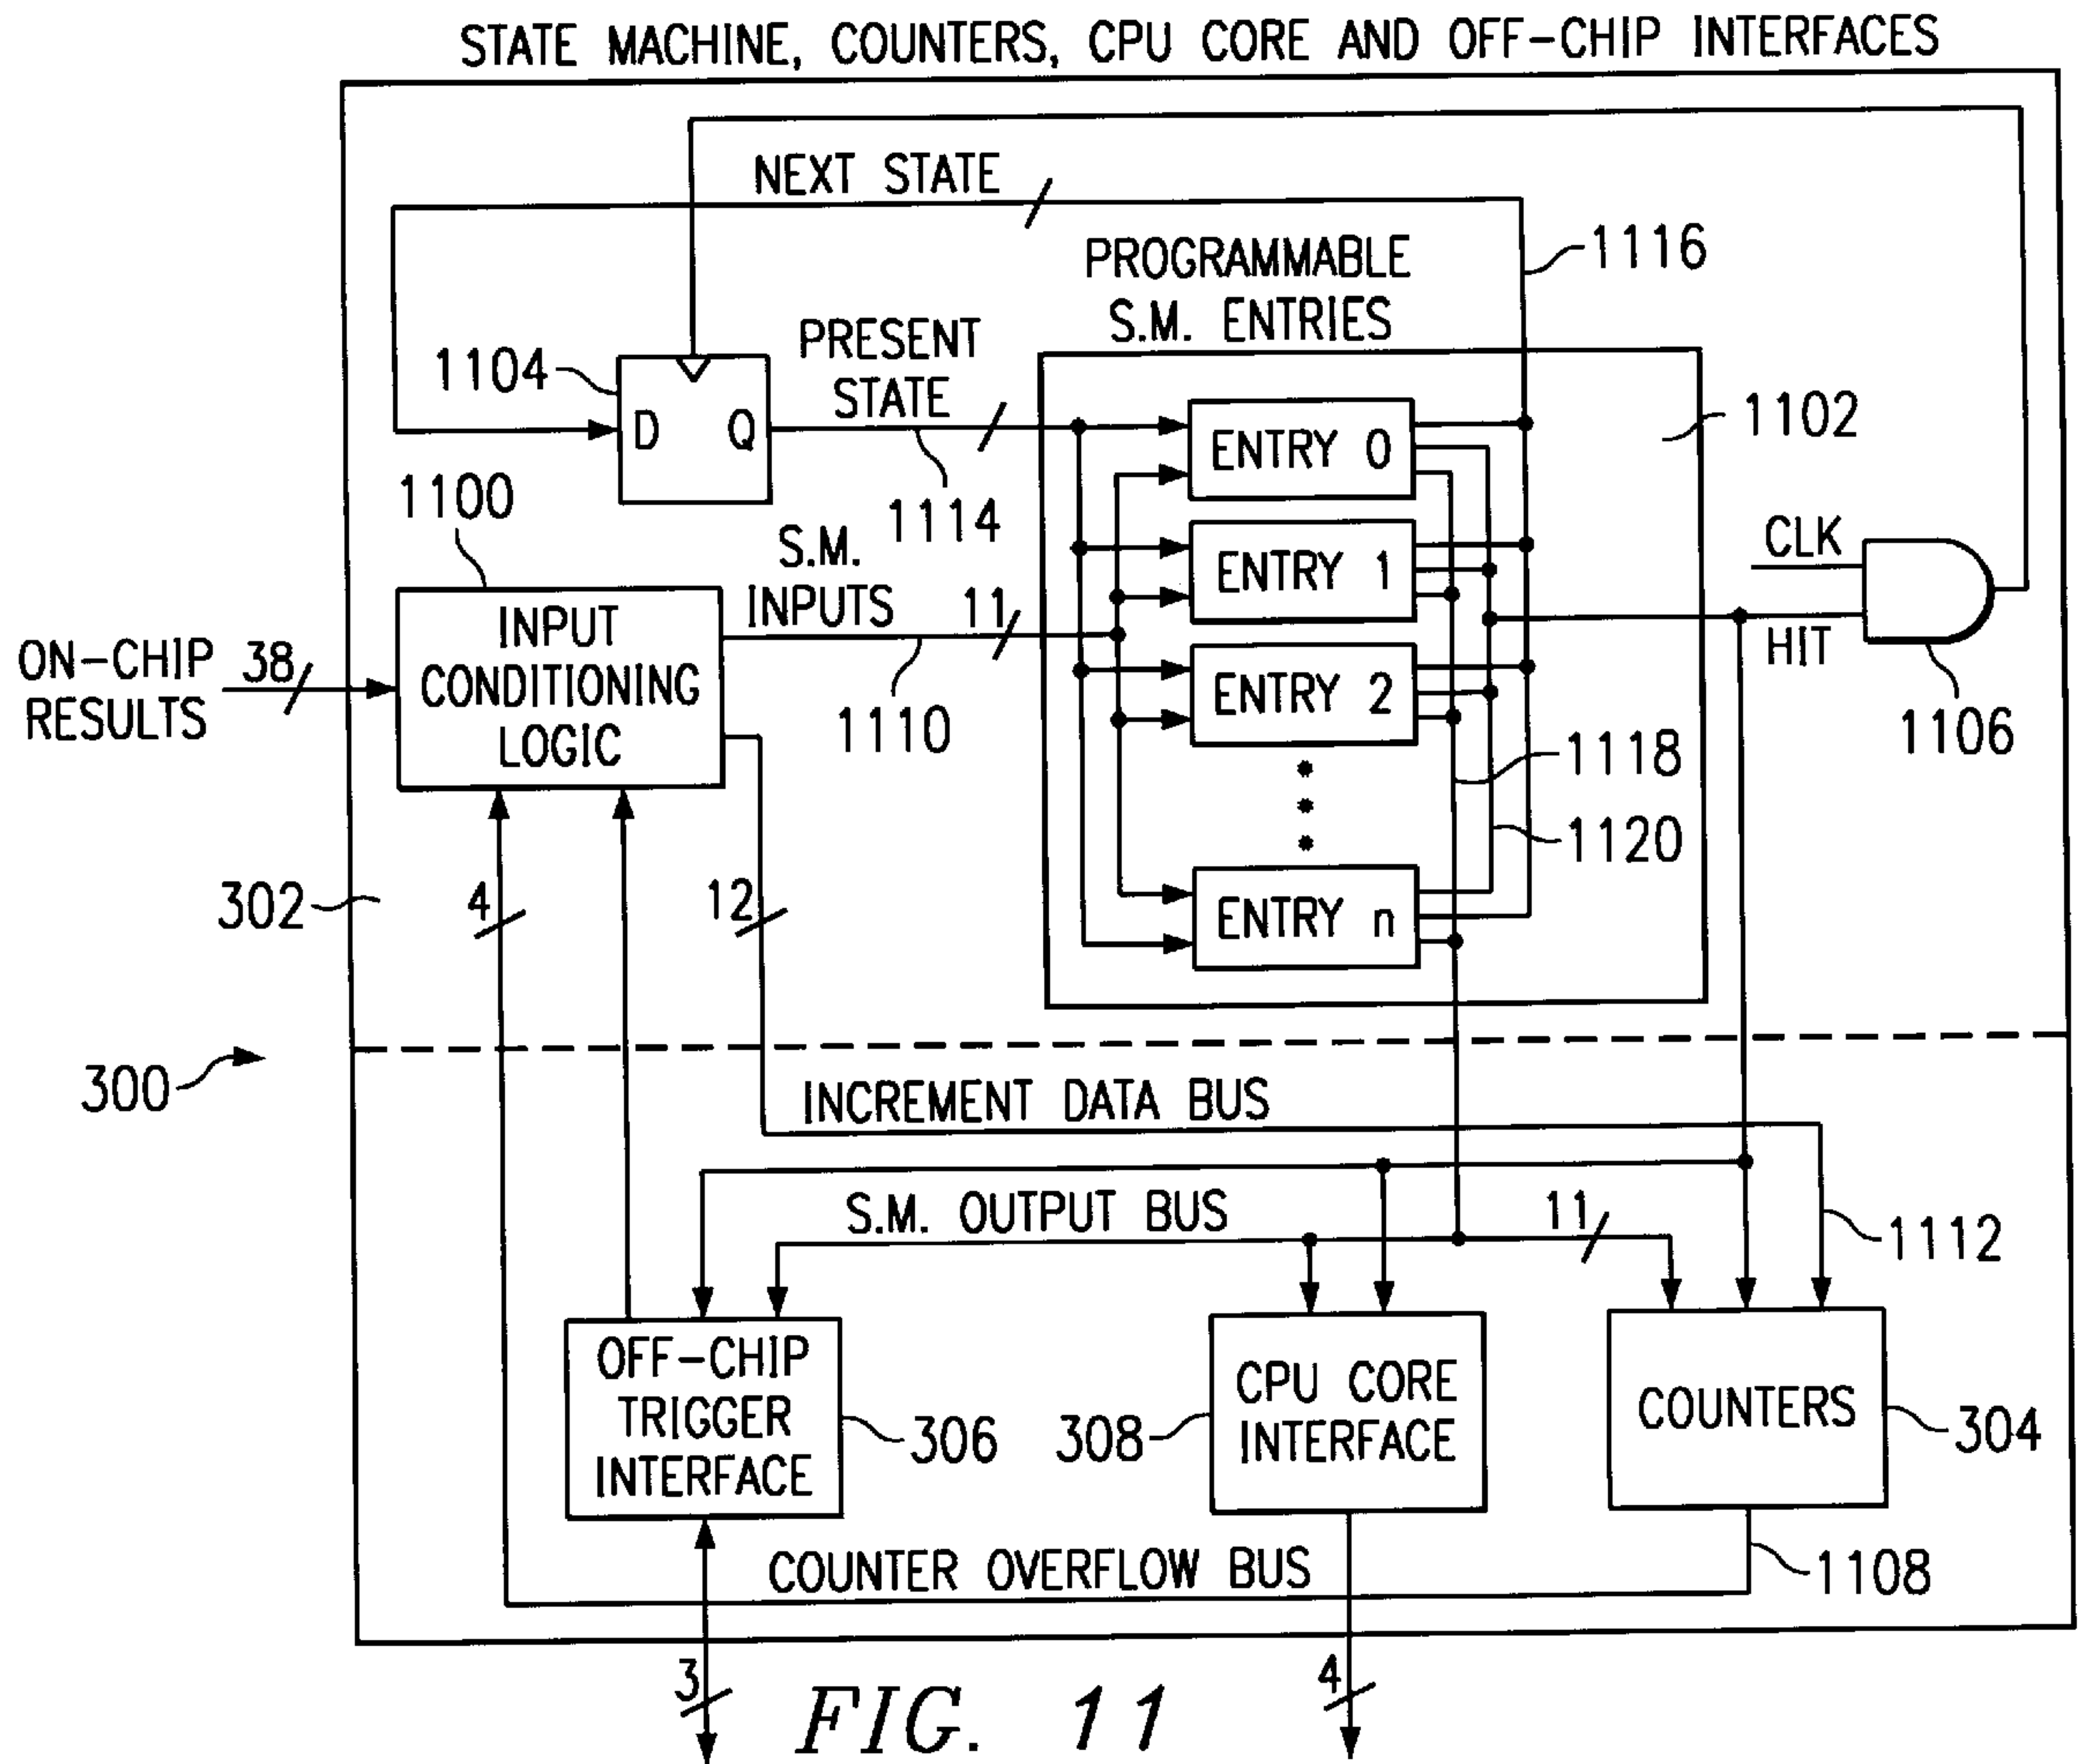 STATE MACHINE, COUNTERS, CPU CORE AND OFF-CHIP INTERFACES
NEXT STATE
1116
PROGRAMMABLE
S.M. ENTRIES
PRESENT
STATE
1104
D Q
1102
1114
ENTRY 0
1100
S.M.
INPUTS
11
ENTRY 1
CLK
HIT
1106
INPUT
CONDITIONING
LOGIC
ON-CHIP
RESULTS
38
1110
ENTRY 2
1118
1120
302
4
12
ENTRY n
300
INCREMENT DATA BUS
S.M. OUTPUT BUS
11
1112
OFF-CHIP
TRIGGER
INTERFACE
306
308
CPU CORE
INTERFACE
COUNTERS
304
COUNTER OVERFLOW BUS
1108
3
4
FIG. 11